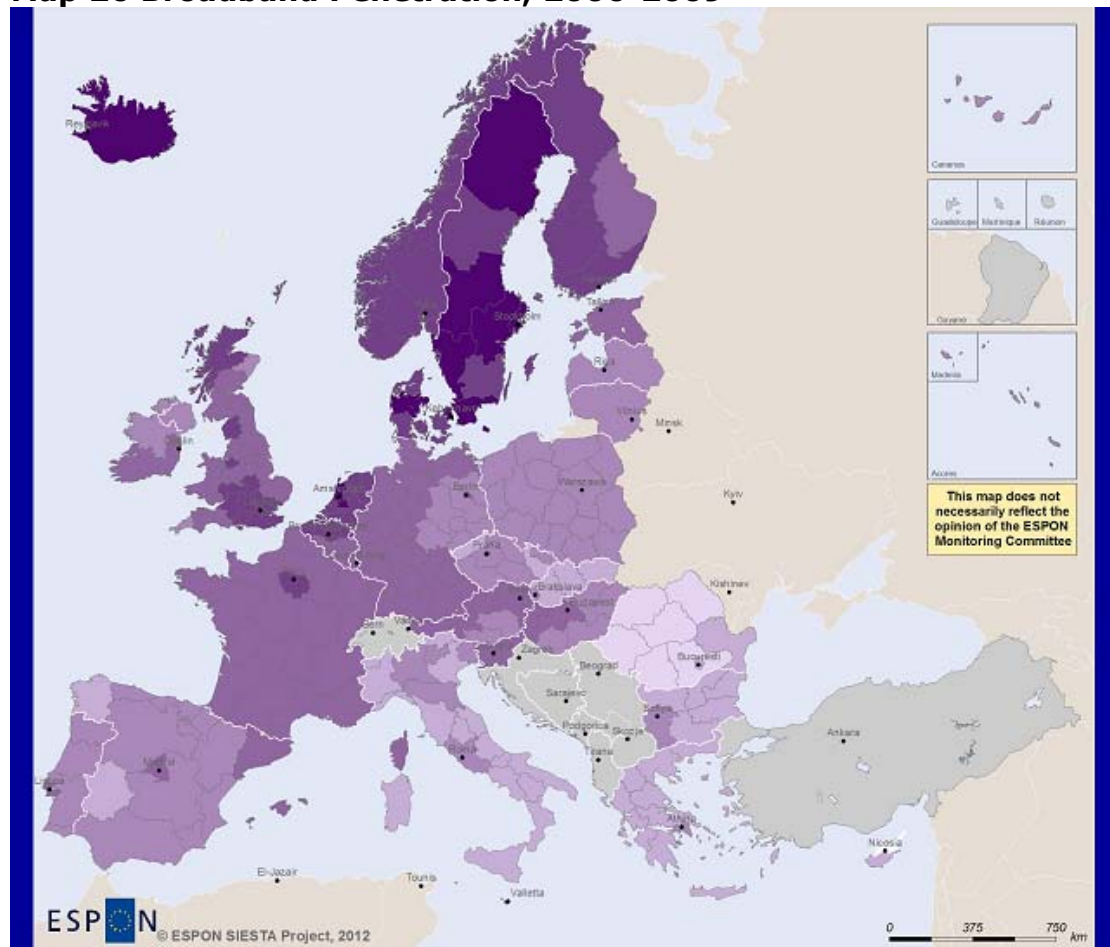 Reykjavik
Canarias
Guadeloupe Martinique Réunion
Guyane
Madeira
Acores
This map does not
necessarily reflect the
opinion of the ESPON
Monitoring Committee
Stockholm
Tallinn
Riga
Vilnius
Minsk
Dublin
Berlin
Warszawa
Kyiv
Praha
Kishinev
Bratislava
Budapest
Bern
Vaduz
Zagreb
Beograd
Bucuresti
Sarajevo
Sofiya
Podgorica
Skopje
Tirana
Ankara
Madrid
Roma
Lisboa
Athina
Nicosia
El-Jazair
Tounis
Valletta
ESPON
© ESPON SIESTA Project, 2012
0 375 750
km